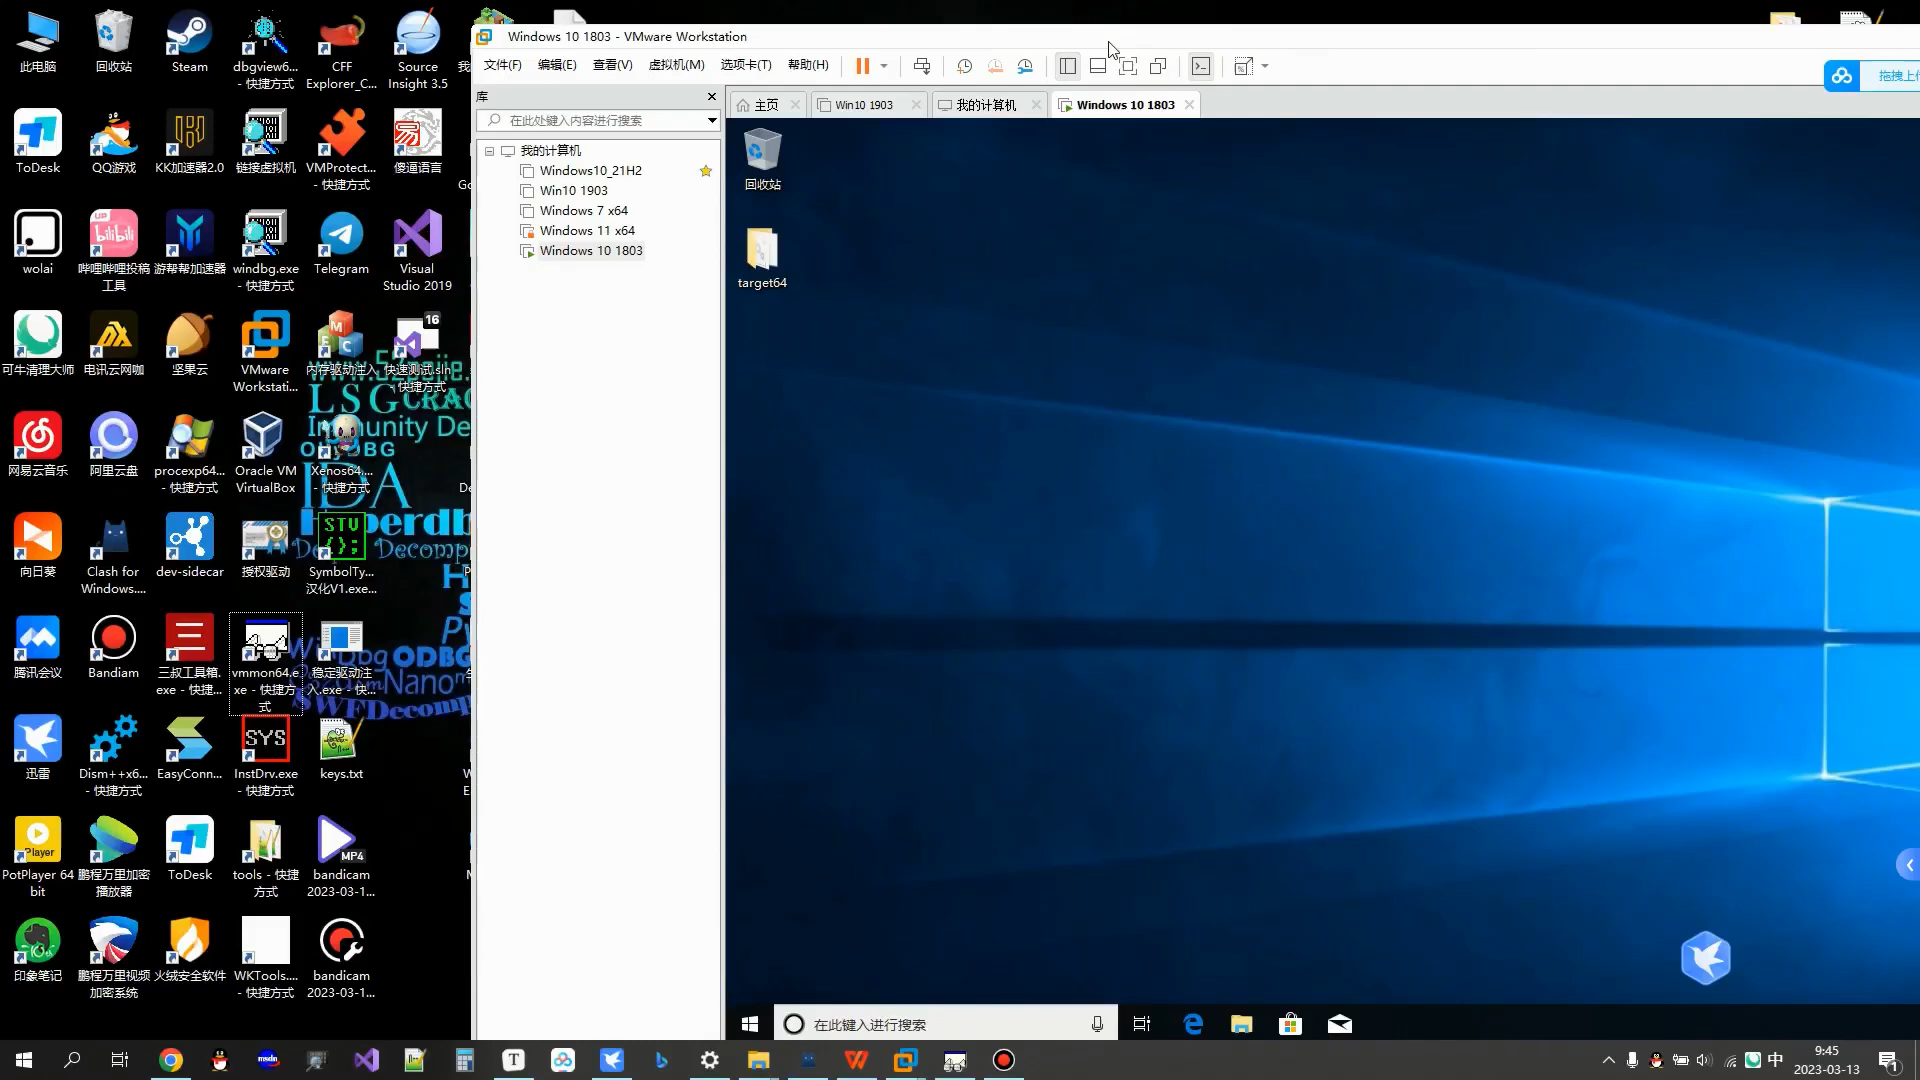 Windows 10 1803 - VMware Workstation
文件(F) 编辑(E) 查看(V) 虚拟机(M) 选项卡(T) 帮助(H)
拖拽上
库
在此处键入内容进行搜索
我的计算机
Windows10_21H2
Win10 1903
Windows 7 x64
Windows 11 x64
Windows 10 1803
主页
Win10 1903
我的计算机
Windows 10 1803
回收站
target64
在此键入进行搜索
此电脑
回收站
Steam
dbgview6...
- 快捷方式
CFF
Explorer_C...
Source
Insight 3.5
ToDesk
QQ游戏
KK加速器2.0
链接虚拟机
VMProtect...
- 快捷方式
傻逼语言
wolai
哔哩哔哩投稿
工具
游帮帮加速器
windbg.exe
- 快捷方式
Telegram
Visual
Studio 2019
可牛清理大师
电讯云网咖
坚果云
VMware
Workstati...
内存驱动注入
快速测试.sln
快捷方式
16
网易云音乐
阿里云盘
procexp64...
- 快捷方式
Oracle VM
VirtualBox
Xenos64....
- 快捷方式
向日葵
Clash for
Windows....
dev-sidecar
授权驱动
SymbolTy...
汉化V1.exe...
腾讯会议
Bandiam
三叔工具箱.
exe - 快捷...
vmmon64.e
xe - 快捷方
式
稳定驱动注
入.exe - 快...
迅雷
Dism++x6...
- 快捷方式
EasyConn...
InstDrv.exe
- 快捷方式
keys.txt
PotPlayer 64
bit
鹏程万里加密
播放器
ToDesk
tools - 快捷
方式
bandicam
2023-03-1...
印象笔记
鹏程万里视频
加密系统
火绒安全软件
WKTools....
- 快捷方式
bandicam
2023-03-1...
LSG
CRAC
IDA
中
9:45
2023-03-13